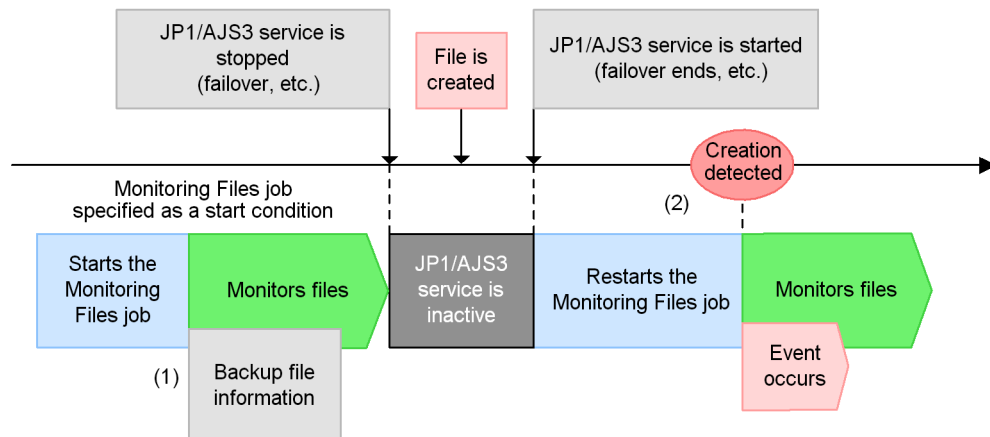 JP1/AJS3 service is
stopped
(failover, etc.)
File is
created
JP1/AJS3 service is started
(failover ends, etc.)
Creation
detected
Monitoring Files job
specified as a start condition
(2)
Starts the
Monitoring
Files job
Monitors files
JP1/AJS3
service is
inactive
Restarts the
Monitoring Files job
Monitors files
(1)
Backup file
information
Event
occurs